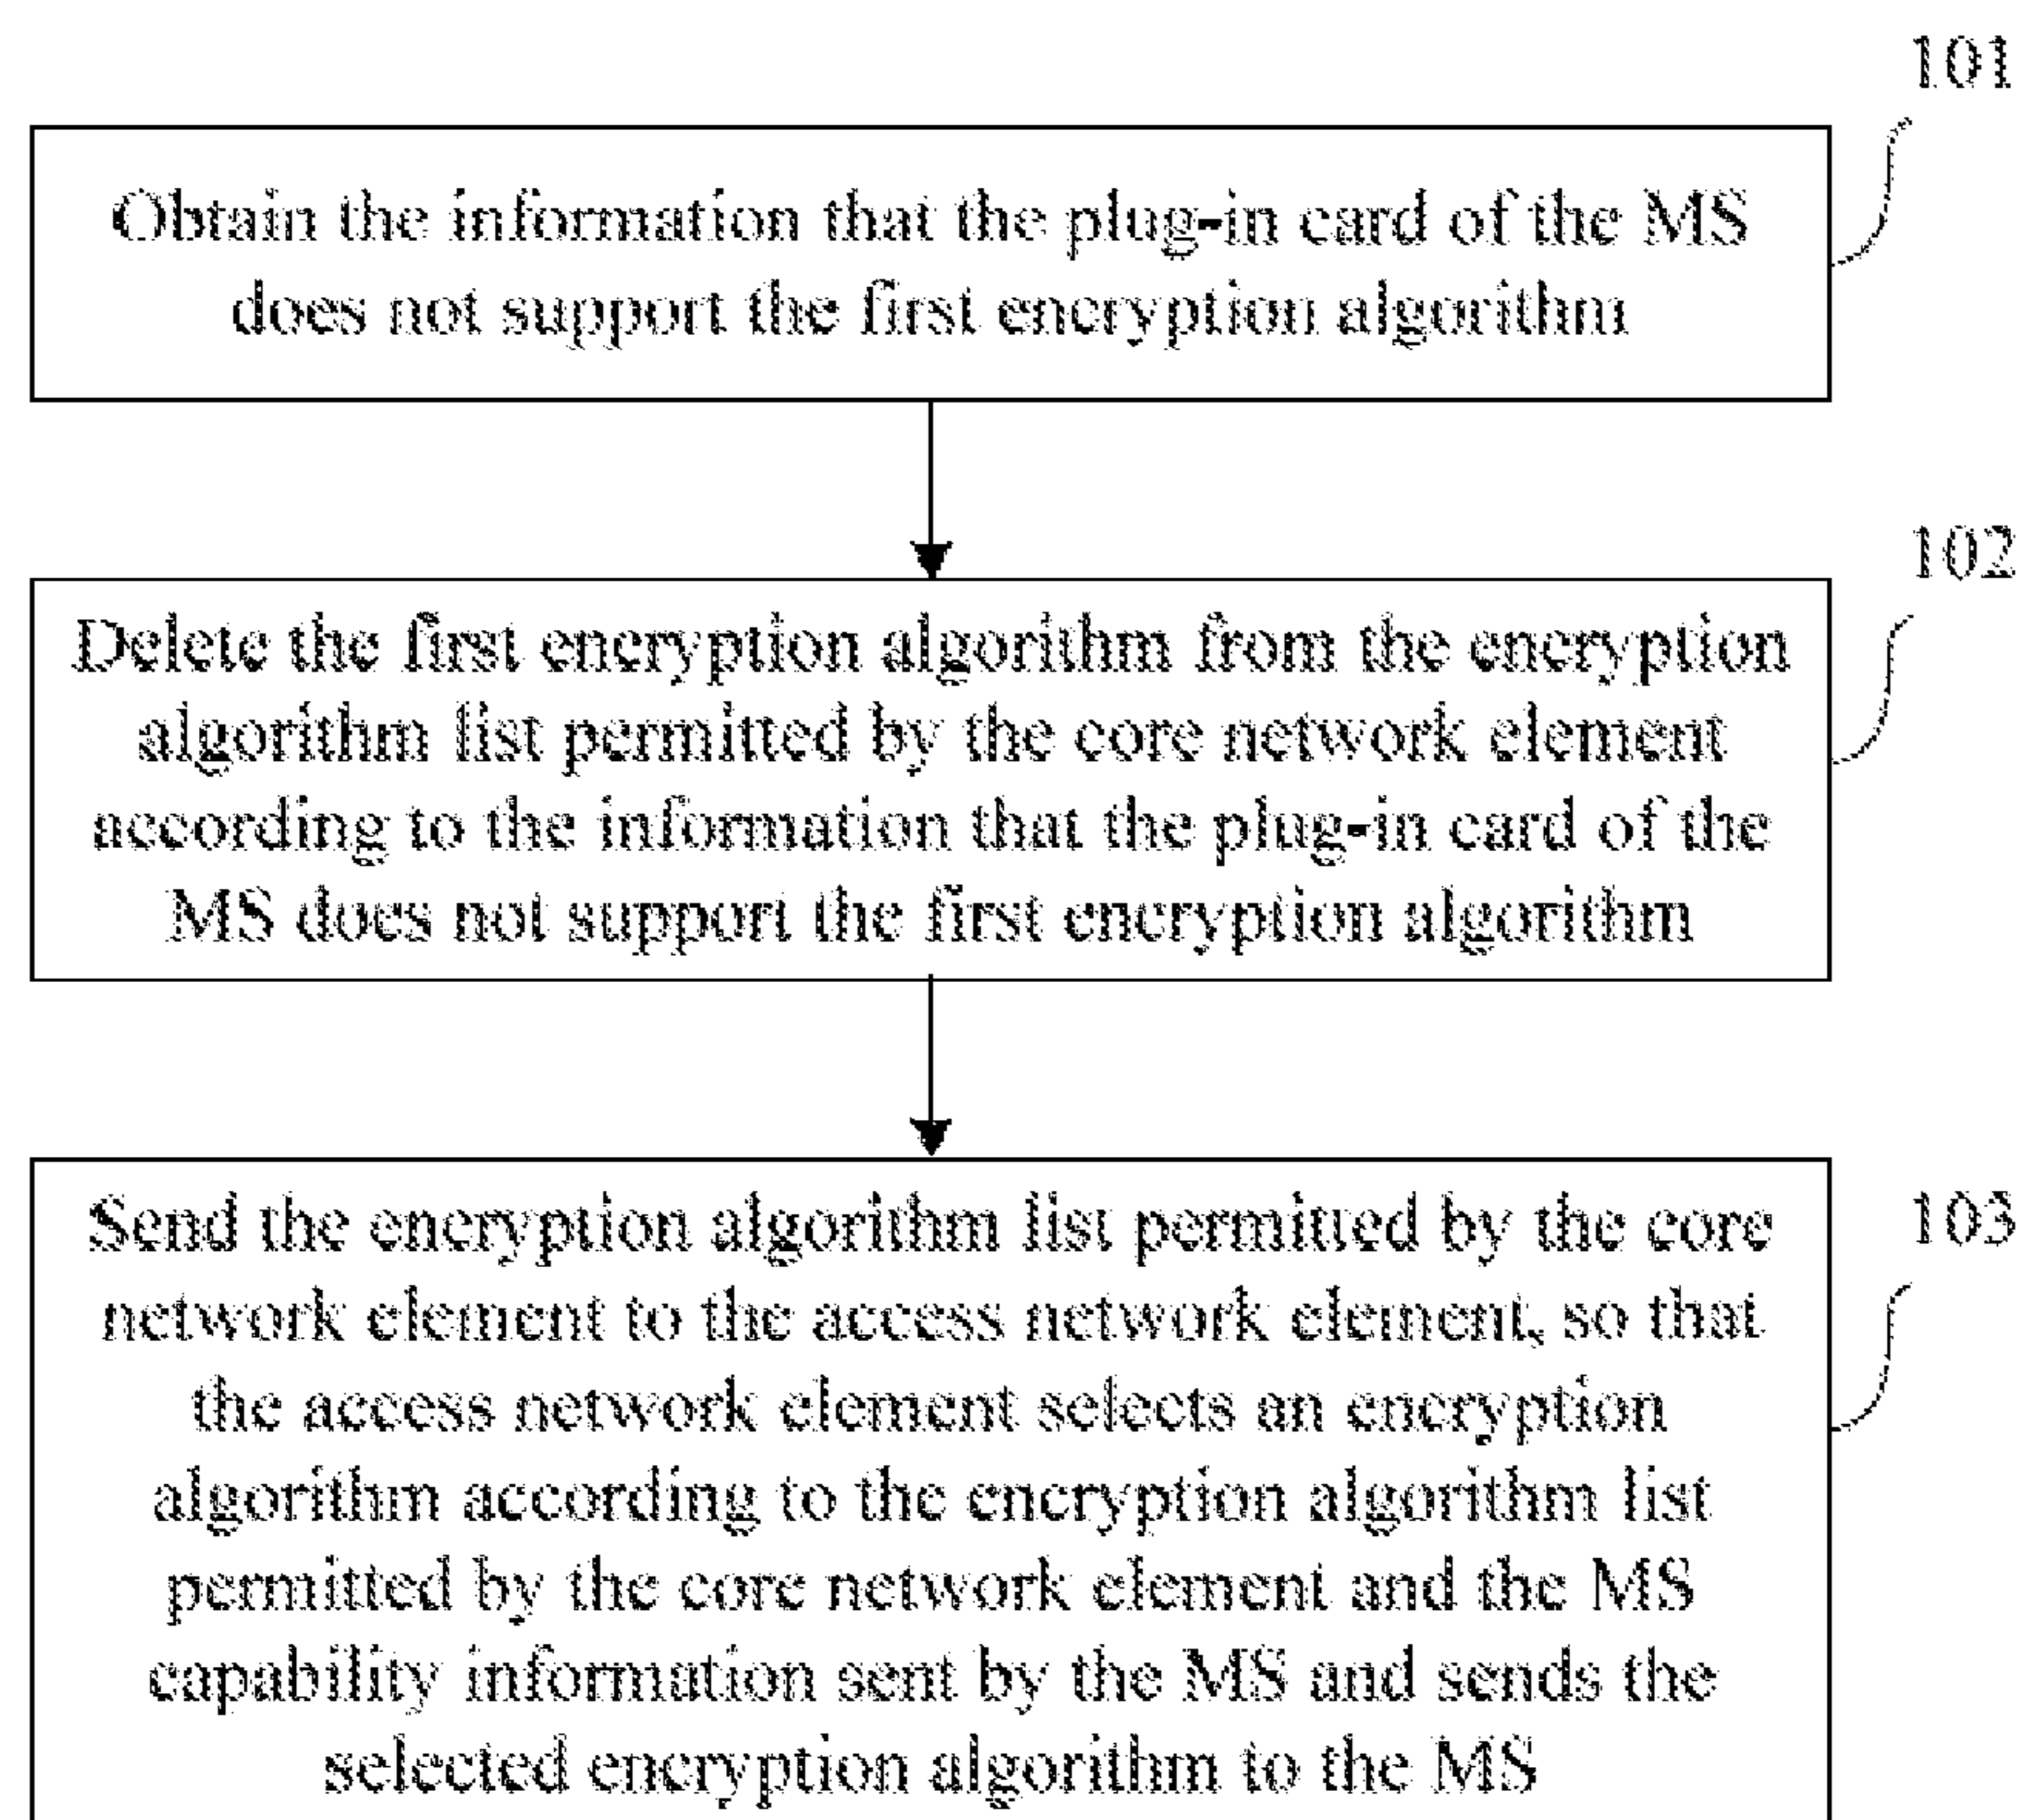 101
Obtain the information that the plug-in card of the MS
does not support the first encryption algorithm
102
Delete the first encryption algorithm from the encryption
algorithm list permitted by the core network element
according to the information that the plug-in card of the
MS does not support the first encryption algorithm
103
Send the encryption algorithm list permitted by the core
network element to the access network element, so that
the access network element selects an encryption
algorithm according to the encryption algorithm list
permitted by the core network element and the MS
capability information sent by the MS and sends the
selected encryption algorithm to the MS